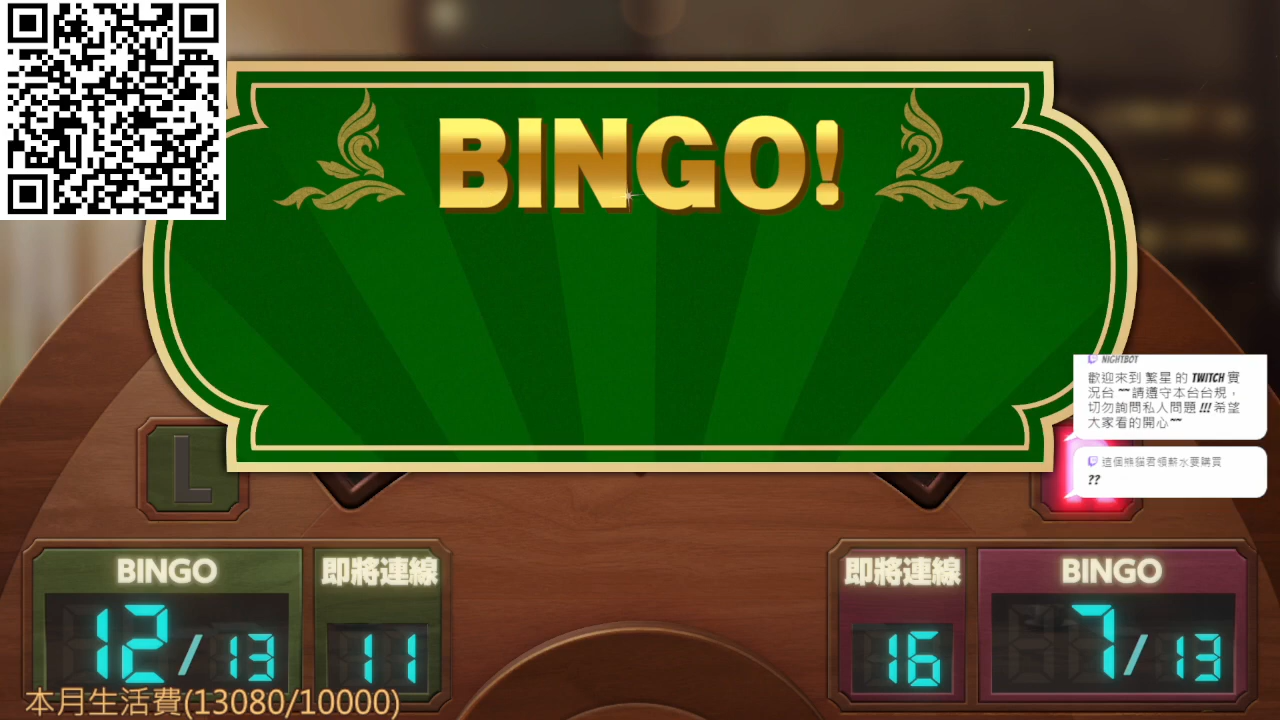 BINGO!
NIGHTBOT
歡迎來到 繁星 的 TWITCH 實
況台 ~~ 請遵守本台台規，
切勿詢問私人問題 !!! 希望
大家看的開心~~
這個熊貓君領薪水要購買
??
L
BINGO
即將連線
即將連線
BINGO
12/13
11
16
7/13
本月生活費(13080/10000)